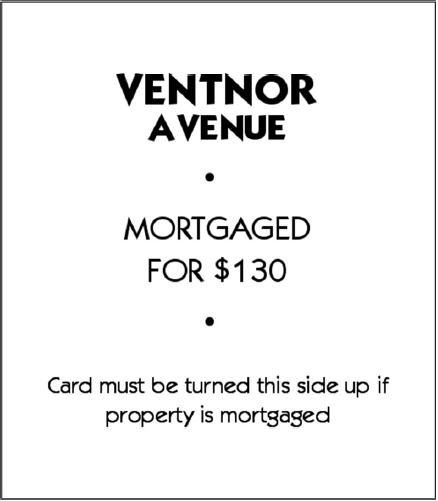 VENTNOR
AVENUE
•
MORTGAGED
FOR $130
•
Card must be turned this side up if
property is mortgaged